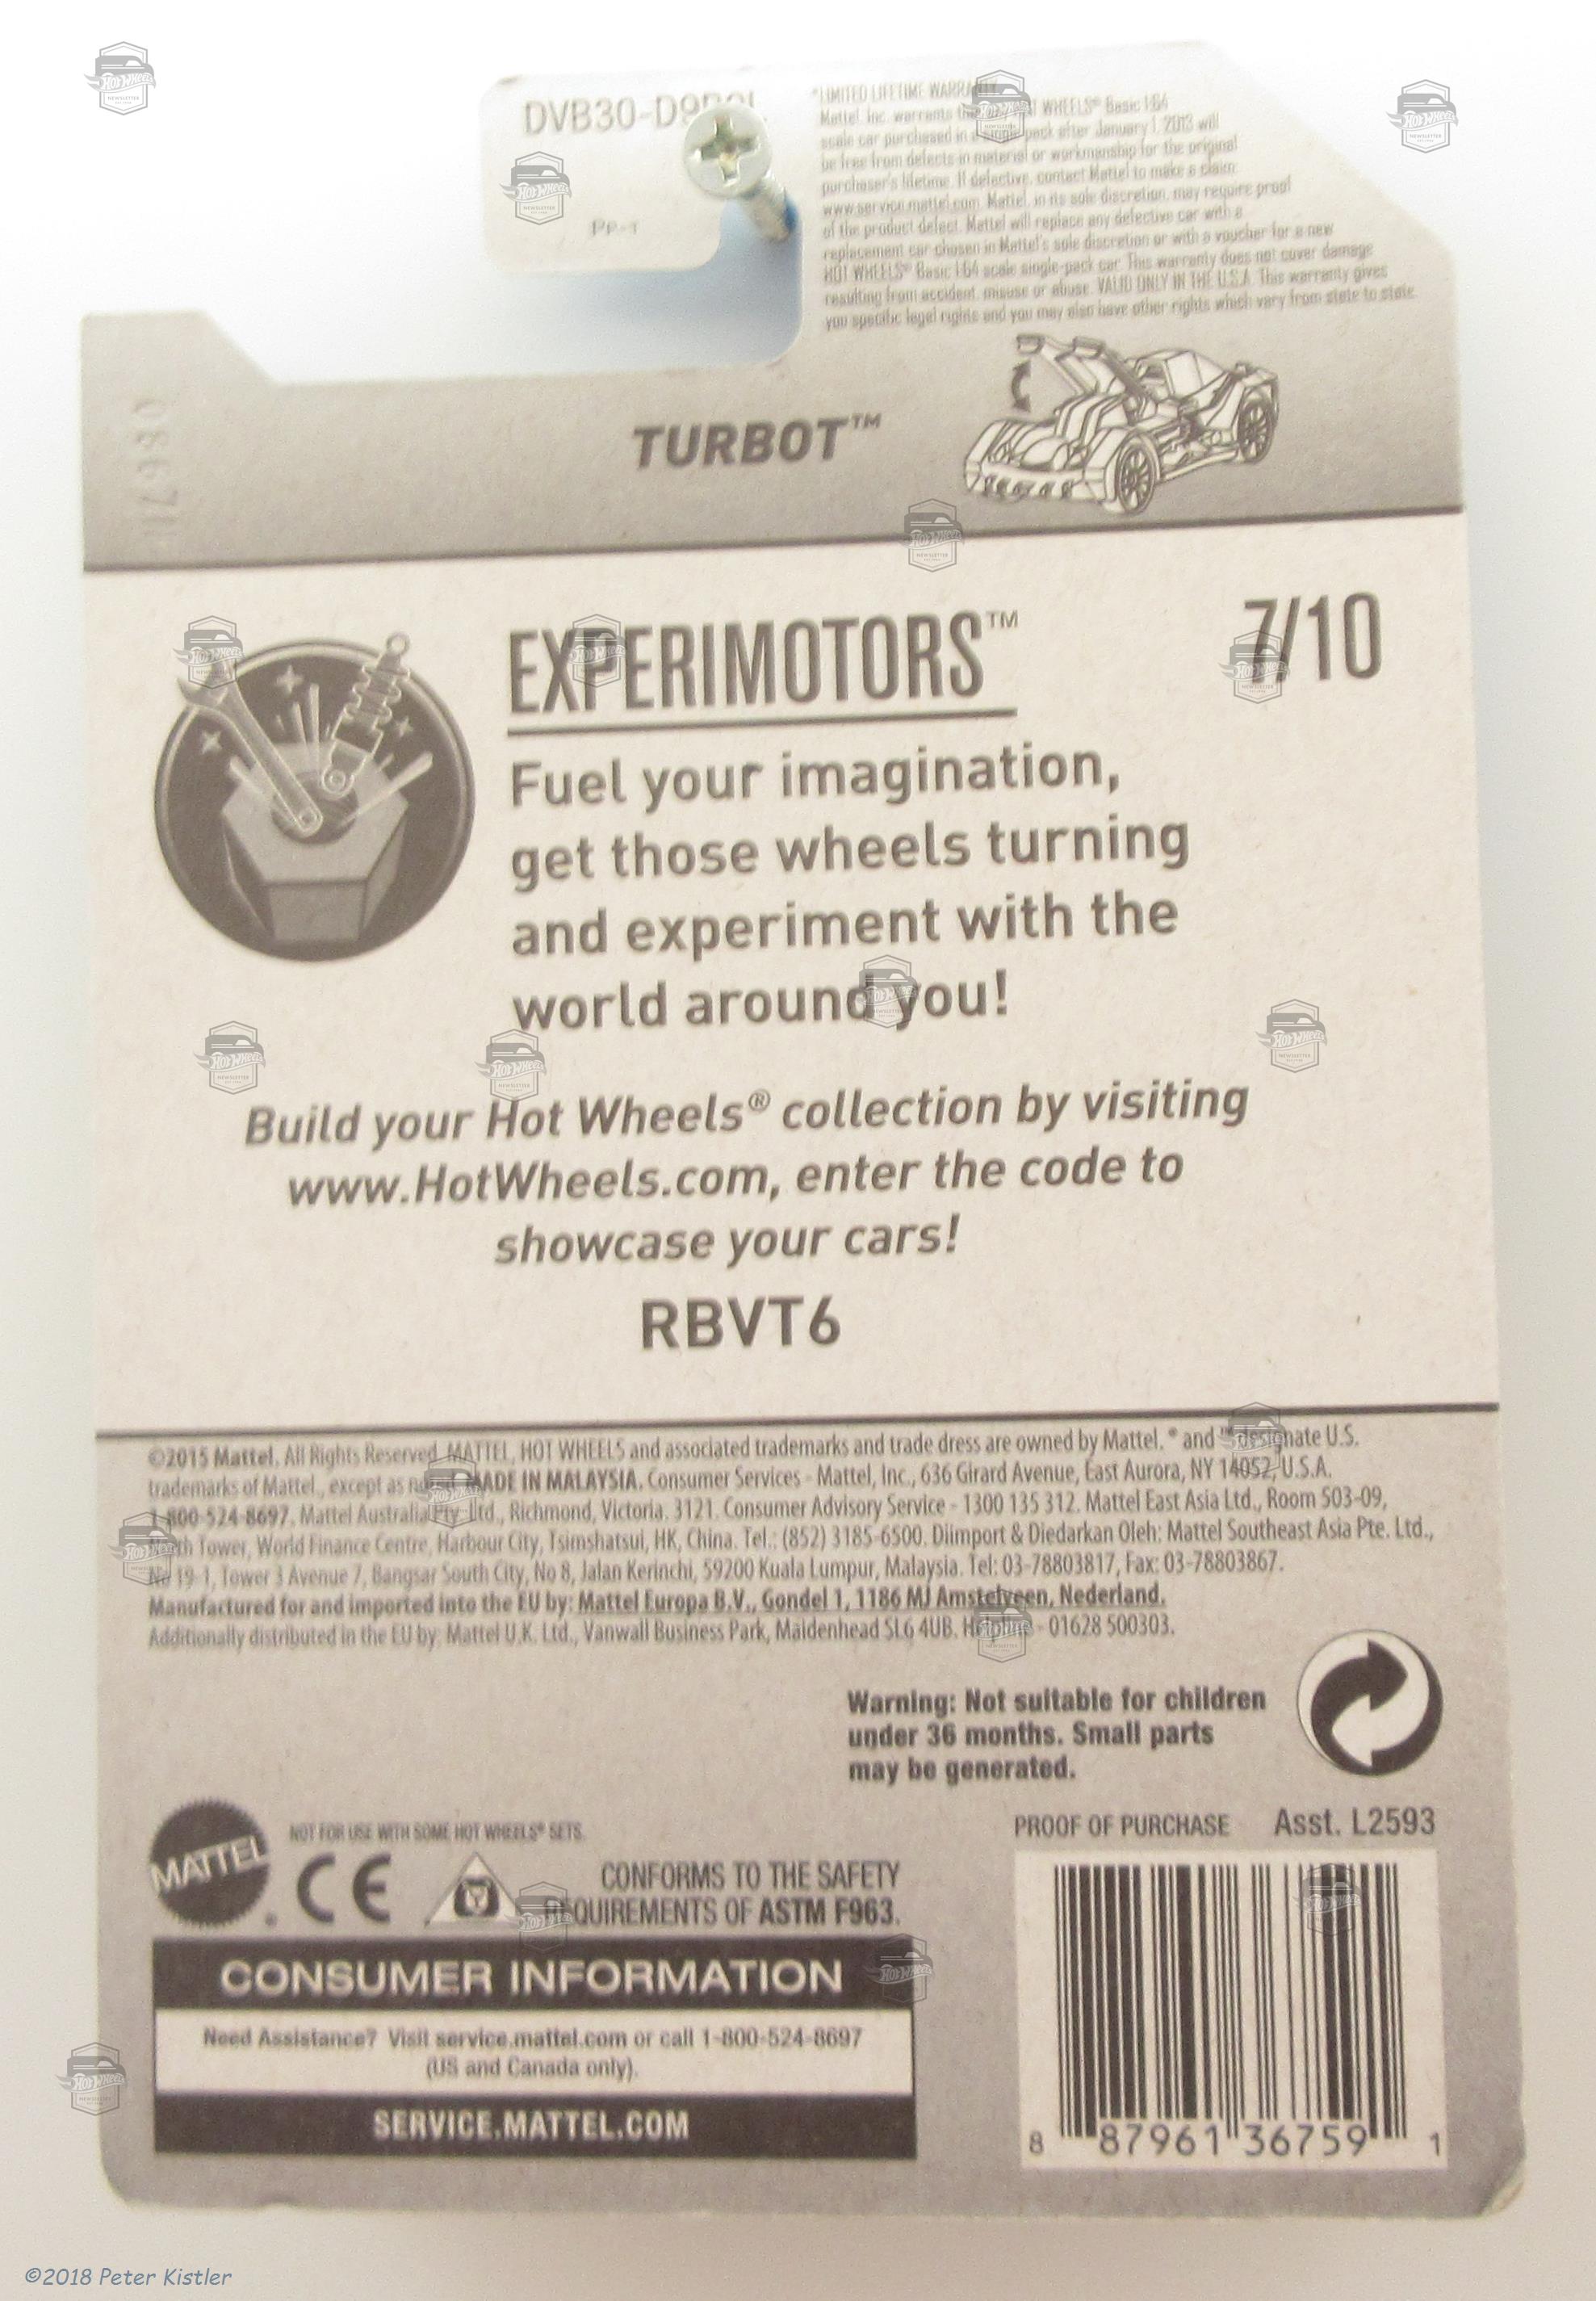 DVB30-D9B0L
*LIMITED LIFETIME WARRANTY
Mattel, Inc. warrants that HOT WHEELS® Basic 1:64
scale car purchased in a single pack after January 1, 2013 will
be free from defects in material or workmanship for the original
purchaser's lifetime. If defective, contact Mattel to make a claim:
www.service.mattel.com. Mattel, in its sole discretion, may require proof
of the product defect. Mattel will replace any defective car with a
replacement car chosen in Mattel's sole discretion or with a voucher for a new
HOT WHEELS® Basic 1:64 scale single-pack car. This warranty does not cover damage
resulting from accident, misuse or abuse. VALID ONLY IN THE U.S.A. This warranty gives
you specific legal rights and you may also have other rights which vary from state to state.
TURBOT™
EXPERIMOTORS™ 7/10
Fuel your imagination,
get those wheels turning
and experiment with the
world around you!
Build your Hot Wheels® collection by visiting
www.HotWheels.com, enter the code to
showcase your cars!
RBVT6
©2015 Mattel. All Rights Reserved. MATTEL, HOT WHEELS and associated trademarks and trade dress are owned by Mattel. ® and ™ designate U.S.
trademarks of Mattel., except as noted. MADE IN MALAYSIA. Consumer Services - Mattel, Inc., 636 Girard Avenue, East Aurora, NY 14052, U.S.A.
1-800-524-8697. Mattel Australia Pty. Ltd., Richmond, Victoria. 3121. Consumer Advisory Service - 1300 135 312. Mattel East Asia Ltd., Room 503-09,
North Tower, World Finance Centre, Harbour City, Tsimshatsui, HK, China. Tel.: (852) 3185-6500. Diimport & Diedarkan Oleh: Mattel Southeast Asia Pte. Ltd.,
No 19-1, Tower 3 Avenue 7, Bangsar South City, No 8, Jalan Kerinchi, 59200 Kuala Lumpur, Malaysia. Tel: 03-78803817, Fax: 03-78803867.
Manufactured for and imported into the EU by: Mattel Europa B.V., Gondel 1, 1186 MJ Amstelveen, Nederland.
Additionally distributed in the EU by: Mattel U.K. Ltd., Vanwall Business Park, Maidenhead SL6 4UB. Helpline - 01628 500303.
Warning: Not suitable for children
under 36 months. Small parts
may be generated.
PROOF OF PURCHASE Asst. L2593
MATTEL
NOT FOR USE WITH SOME HOT WHEELS® SETS.
CE
CONFORMS TO THE SAFETY
REQUIREMENTS OF ASTM F963.
CONSUMER INFORMATION
Need Assistance? Visit service.mattel.com or call 1-800-524-8697
(US and Canada only).
SERVICE.MATTEL.COM
8 87961 36759 1
©2018 Peter Kistler